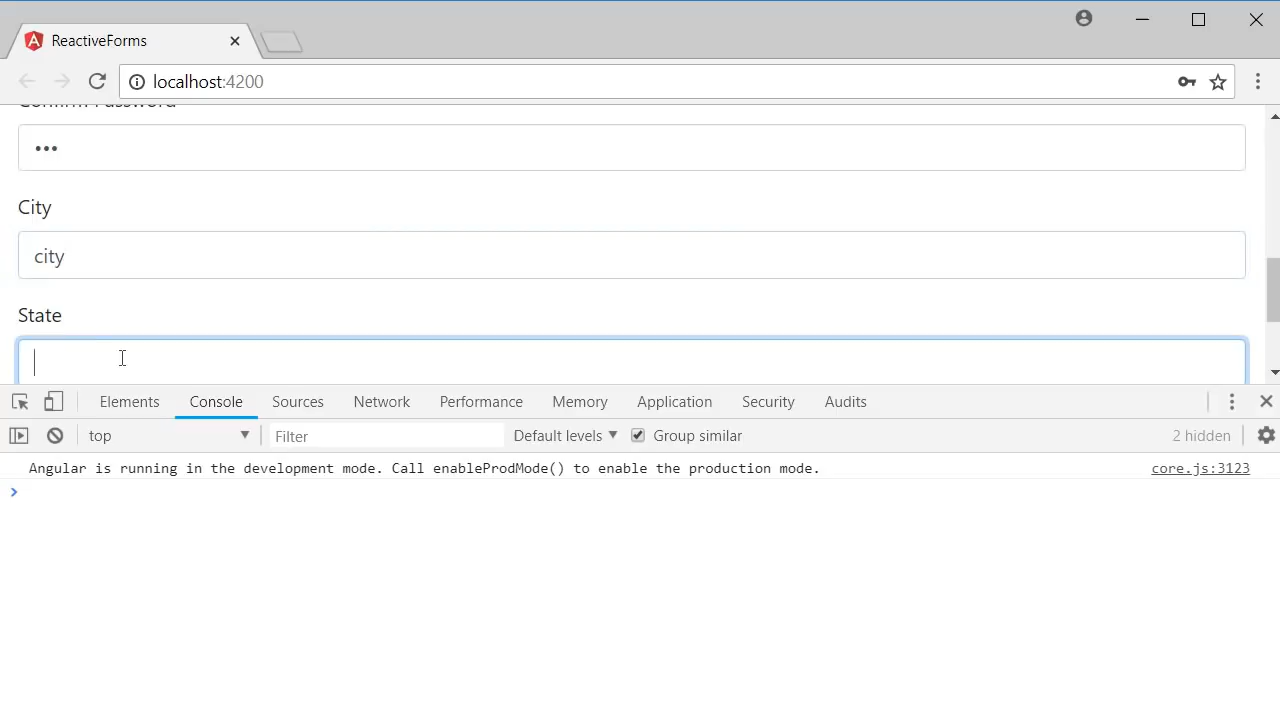 ReactiveForms
localhost:4200
Confirm Password
•••
City
city
State
Elements Console Sources Network Performance Memory Application Security Audits
top Filter Default levels Group similar 2 hidden
Angular is running in the development mode. Call enableProdMode() to enable the production mode. core.js:3123